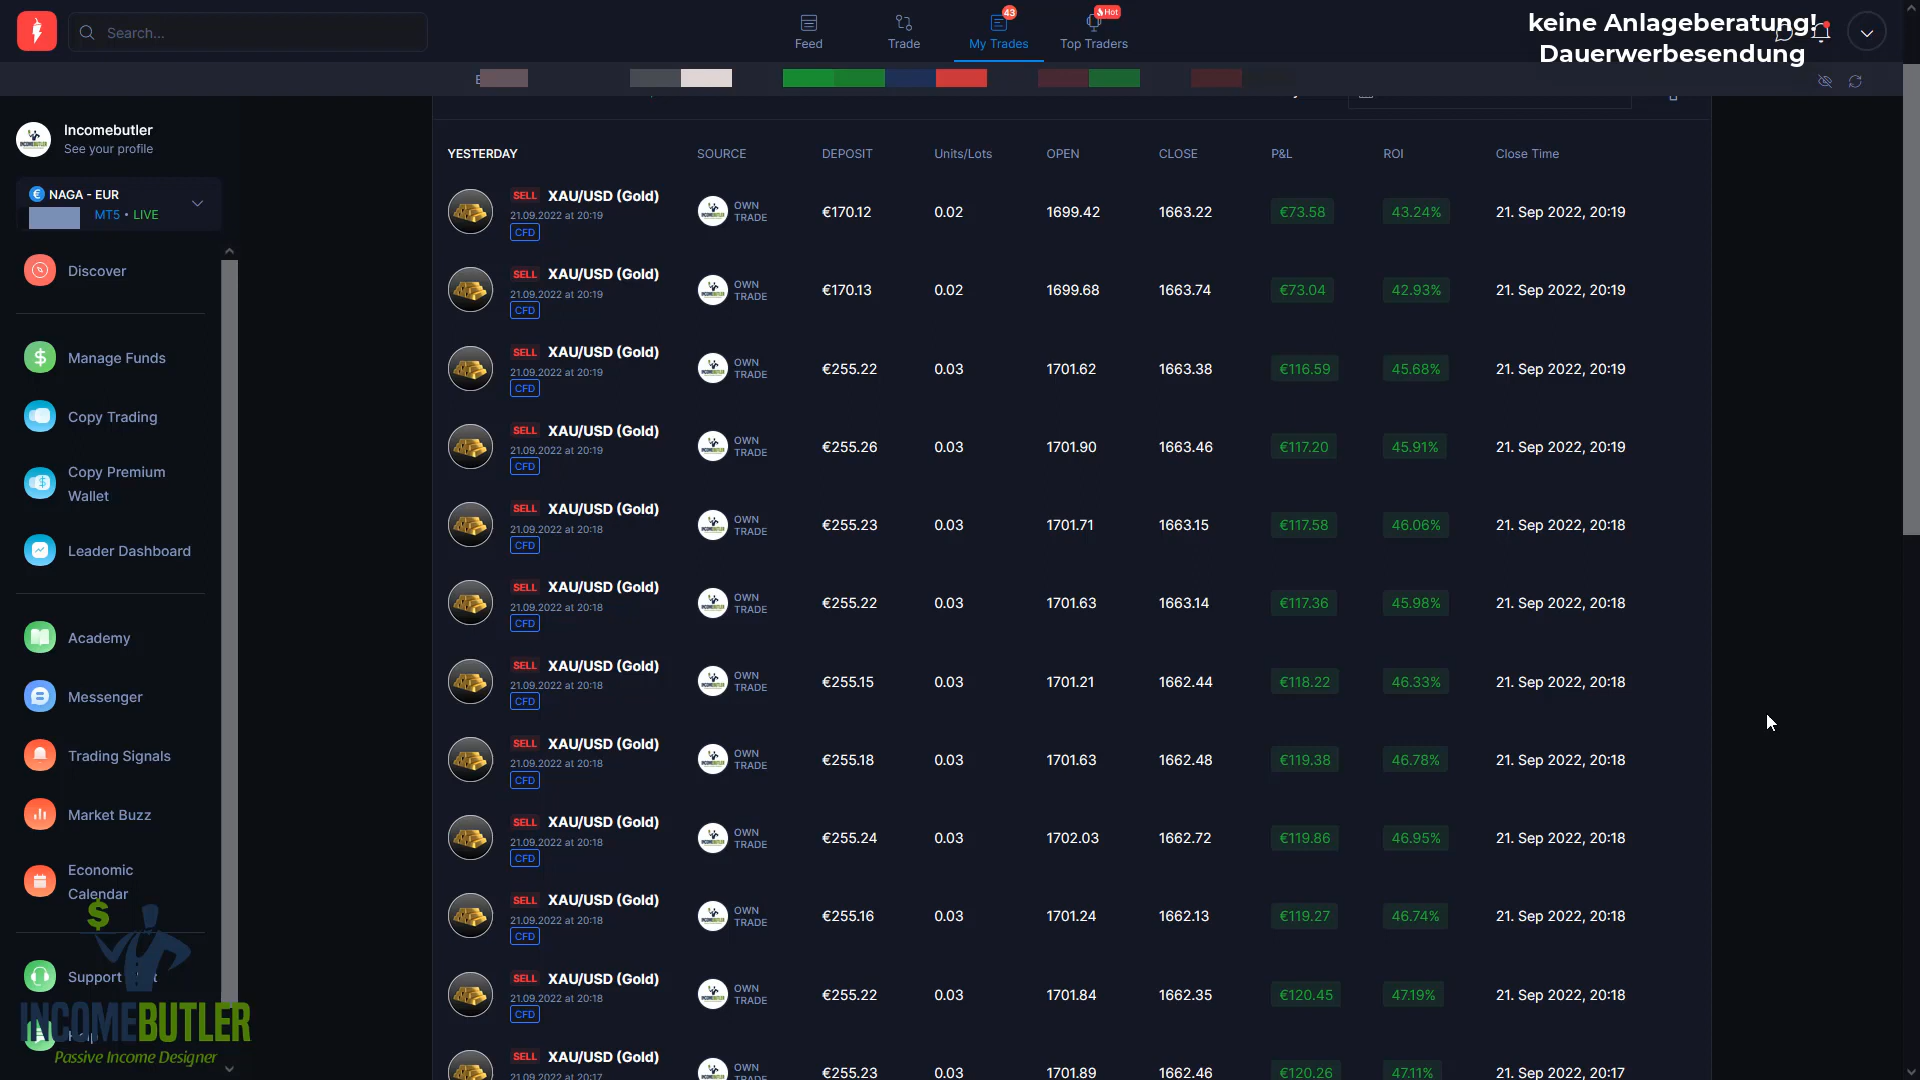 Search...
Feed
Trade
43
My Trades
Hot
Top Traders
keine Anlageberatung!
Dauerwerbesendung
Incomebutler
See your profile
NAGA - EUR
MT5 • LIVE
Discover
Manage Funds
Copy Trading
Copy Premium
Wallet
Leader Dashboard
Academy
Messenger
Trading Signals
Market Buzz
Economic
Calendar
Support
INCOMEBUTLER
Passive Income Designer
YESTERDAY SOURCE DEPOSIT Units/Lots OPEN CLOSE P&L ROI Close Time
SELL XAU/USD (Gold)
21.09.2022 at 20:19
CFD
OWN
TRADE
€170.12 0.02 1699.42 1663.22 €73.58 43.24% 21. Sep 2022, 20:19
SELL XAU/USD (Gold)
21.09.2022 at 20:19
CFD
OWN
TRADE
€170.13 0.02 1699.68 1663.74 €73.04 42.93% 21. Sep 2022, 20:19
SELL XAU/USD (Gold)
21.09.2022 at 20:19
CFD
OWN
TRADE
€255.22 0.03 1701.62 1663.38 €116.59 45.68% 21. Sep 2022, 20:19
SELL XAU/USD (Gold)
21.09.2022 at 20:19
CFD
OWN
TRADE
€255.26 0.03 1701.90 1663.46 €117.20 45.91% 21. Sep 2022, 20:19
SELL XAU/USD (Gold)
21.09.2022 at 20:18
CFD
OWN
TRADE
€255.23 0.03 1701.71 1663.15 €117.58 46.06% 21. Sep 2022, 20:18
SELL XAU/USD (Gold)
21.09.2022 at 20:18
CFD
OWN
TRADE
€255.22 0.03 1701.63 1663.14 €117.36 45.98% 21. Sep 2022, 20:18
SELL XAU/USD (Gold)
21.09.2022 at 20:18
CFD
OWN
TRADE
€255.15 0.03 1701.21 1662.44 €118.22 46.33% 21. Sep 2022, 20:18
SELL XAU/USD (Gold)
21.09.2022 at 20:18
CFD
OWN
TRADE
€255.18 0.03 1701.63 1662.48 €119.38 46.78% 21. Sep 2022, 20:18
SELL XAU/USD (Gold)
21.09.2022 at 20:18
CFD
OWN
TRADE
€255.24 0.03 1702.03 1662.72 €119.86 46.95% 21. Sep 2022, 20:18
SELL XAU/USD (Gold)
21.09.2022 at 20:18
CFD
OWN
TRADE
€255.16 0.03 1701.24 1662.13 €119.27 46.74% 21. Sep 2022, 20:18
SELL XAU/USD (Gold)
21.09.2022 at 20:18
CFD
OWN
TRADE
€255.22 0.03 1701.84 1662.35 €120.45 47.19% 21. Sep 2022, 20:18
SELL XAU/USD (Gold)
21.09.2022 at 20:17
OWN
TRADE
€255.23 0.03 1701.89 1662.46 €120.26 47.11% 21. Sep 2022, 20:17